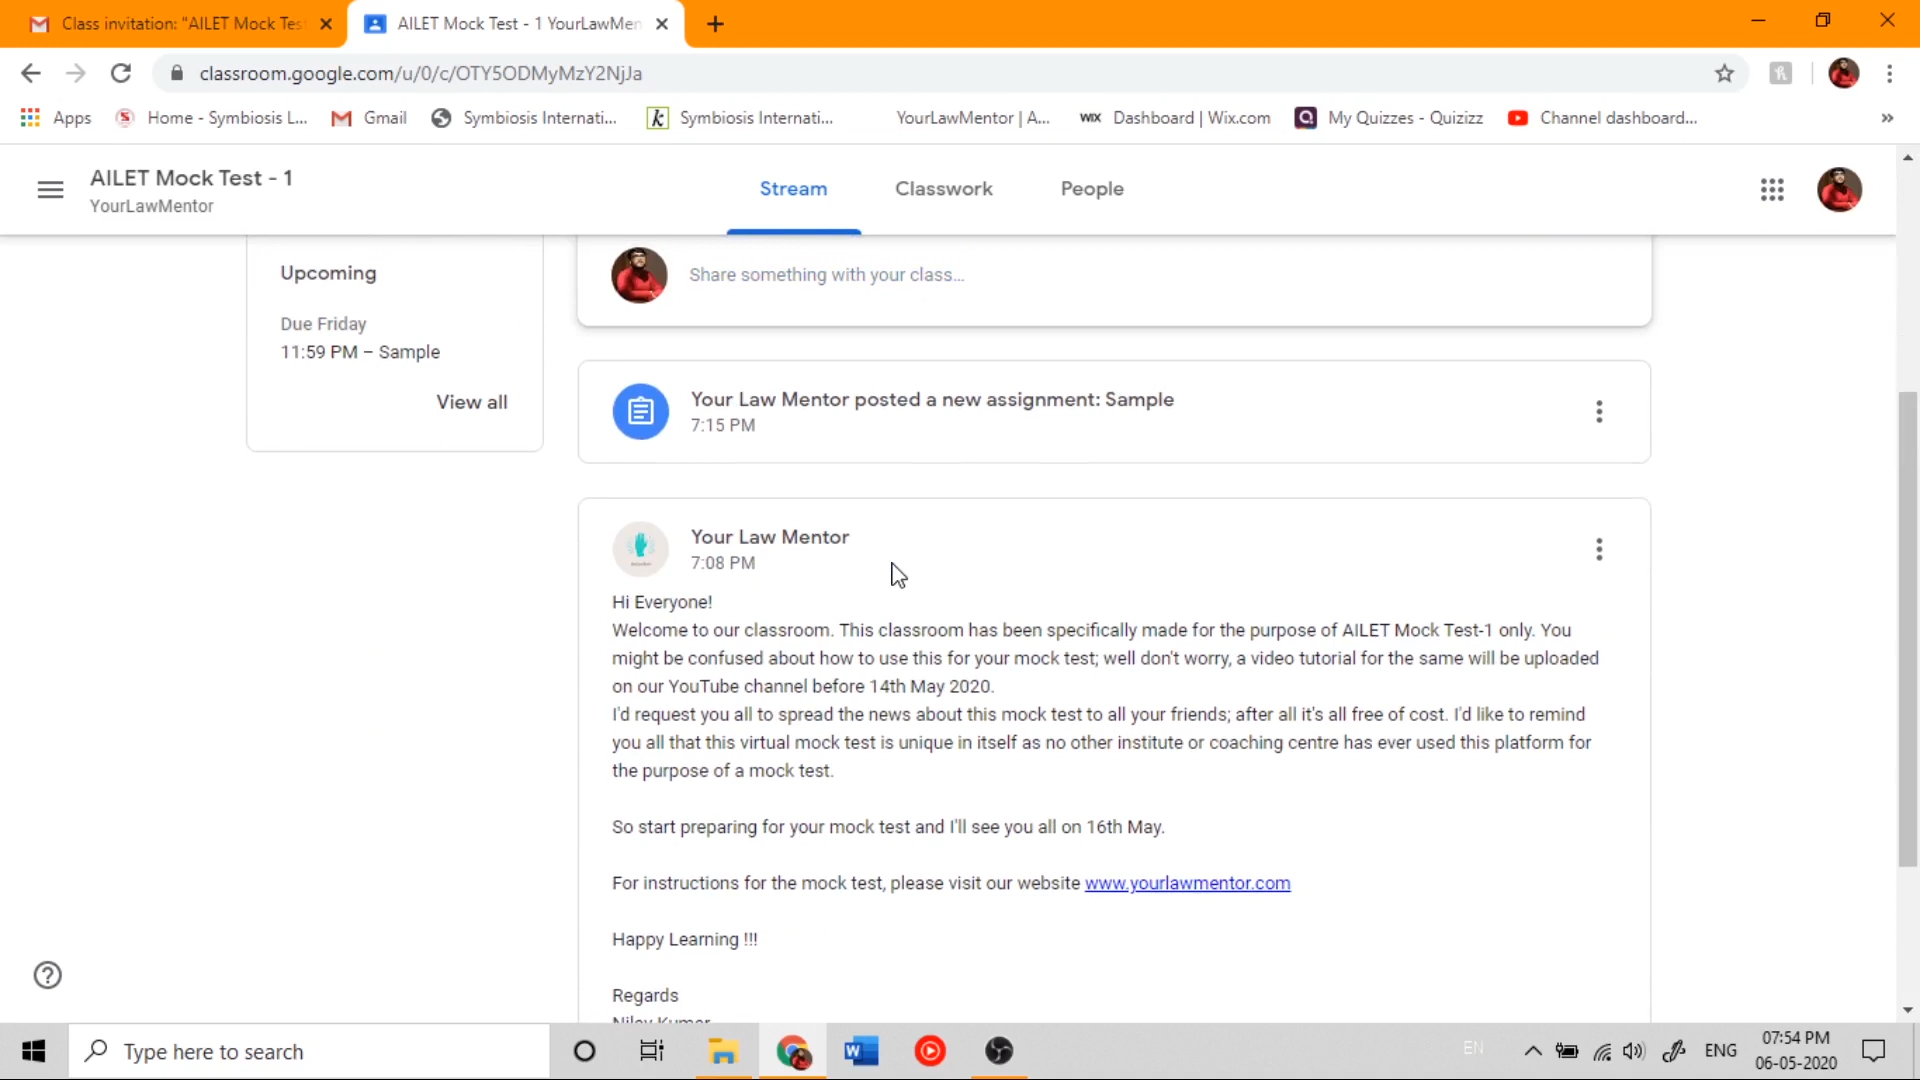 Class invitation: "AILET Mock Tes
AILET Mock Test - 1 YourLawMen
classroom.google.com/u/0/c/OTY5ODMyMzY2NjJa
Apps
Home - Symbiosis L...
Gmail
Symbiosis Internati...
k
Symbiosis Internati...
YourLawMentor | A...
WIX
Dashboard | Wix.com
My Quizzes - Quizizz
Channel dashboard...
AILET Mock Test - 1
YourLawMentor
Stream
Classwork
People
Upcoming
Due Friday
11:59 PM – Sample
View all
Share something with your class...
Your Law Mentor posted a new assignment: Sample
7:15 PM
Your Law Mentor
7:08 PM
Hi Everyone!
Welcome to our classroom. This classroom has been specifically made for the purpose of AILET Mock Test-1 only. You
might be confused about how to use this for your mock test; well don't worry, a video tutorial for the same will be uploaded
on our YouTube channel before 14th May 2020.
I'd request you all to spread the news about this mock test to all your friends; after all it's all free of cost. I'd like to remind
you all that this virtual mock test is unique in itself as no other institute or coaching centre has ever used this platform for
the purpose of a mock test.
So start preparing for your mock test and I'll see you all on 16th May.
For instructions for the mock test, please visit our website www.yourlawmentor.com
Happy Learning !!!
Regards
Type here to search
EN
ENG
07:54 PM
06-05-2020